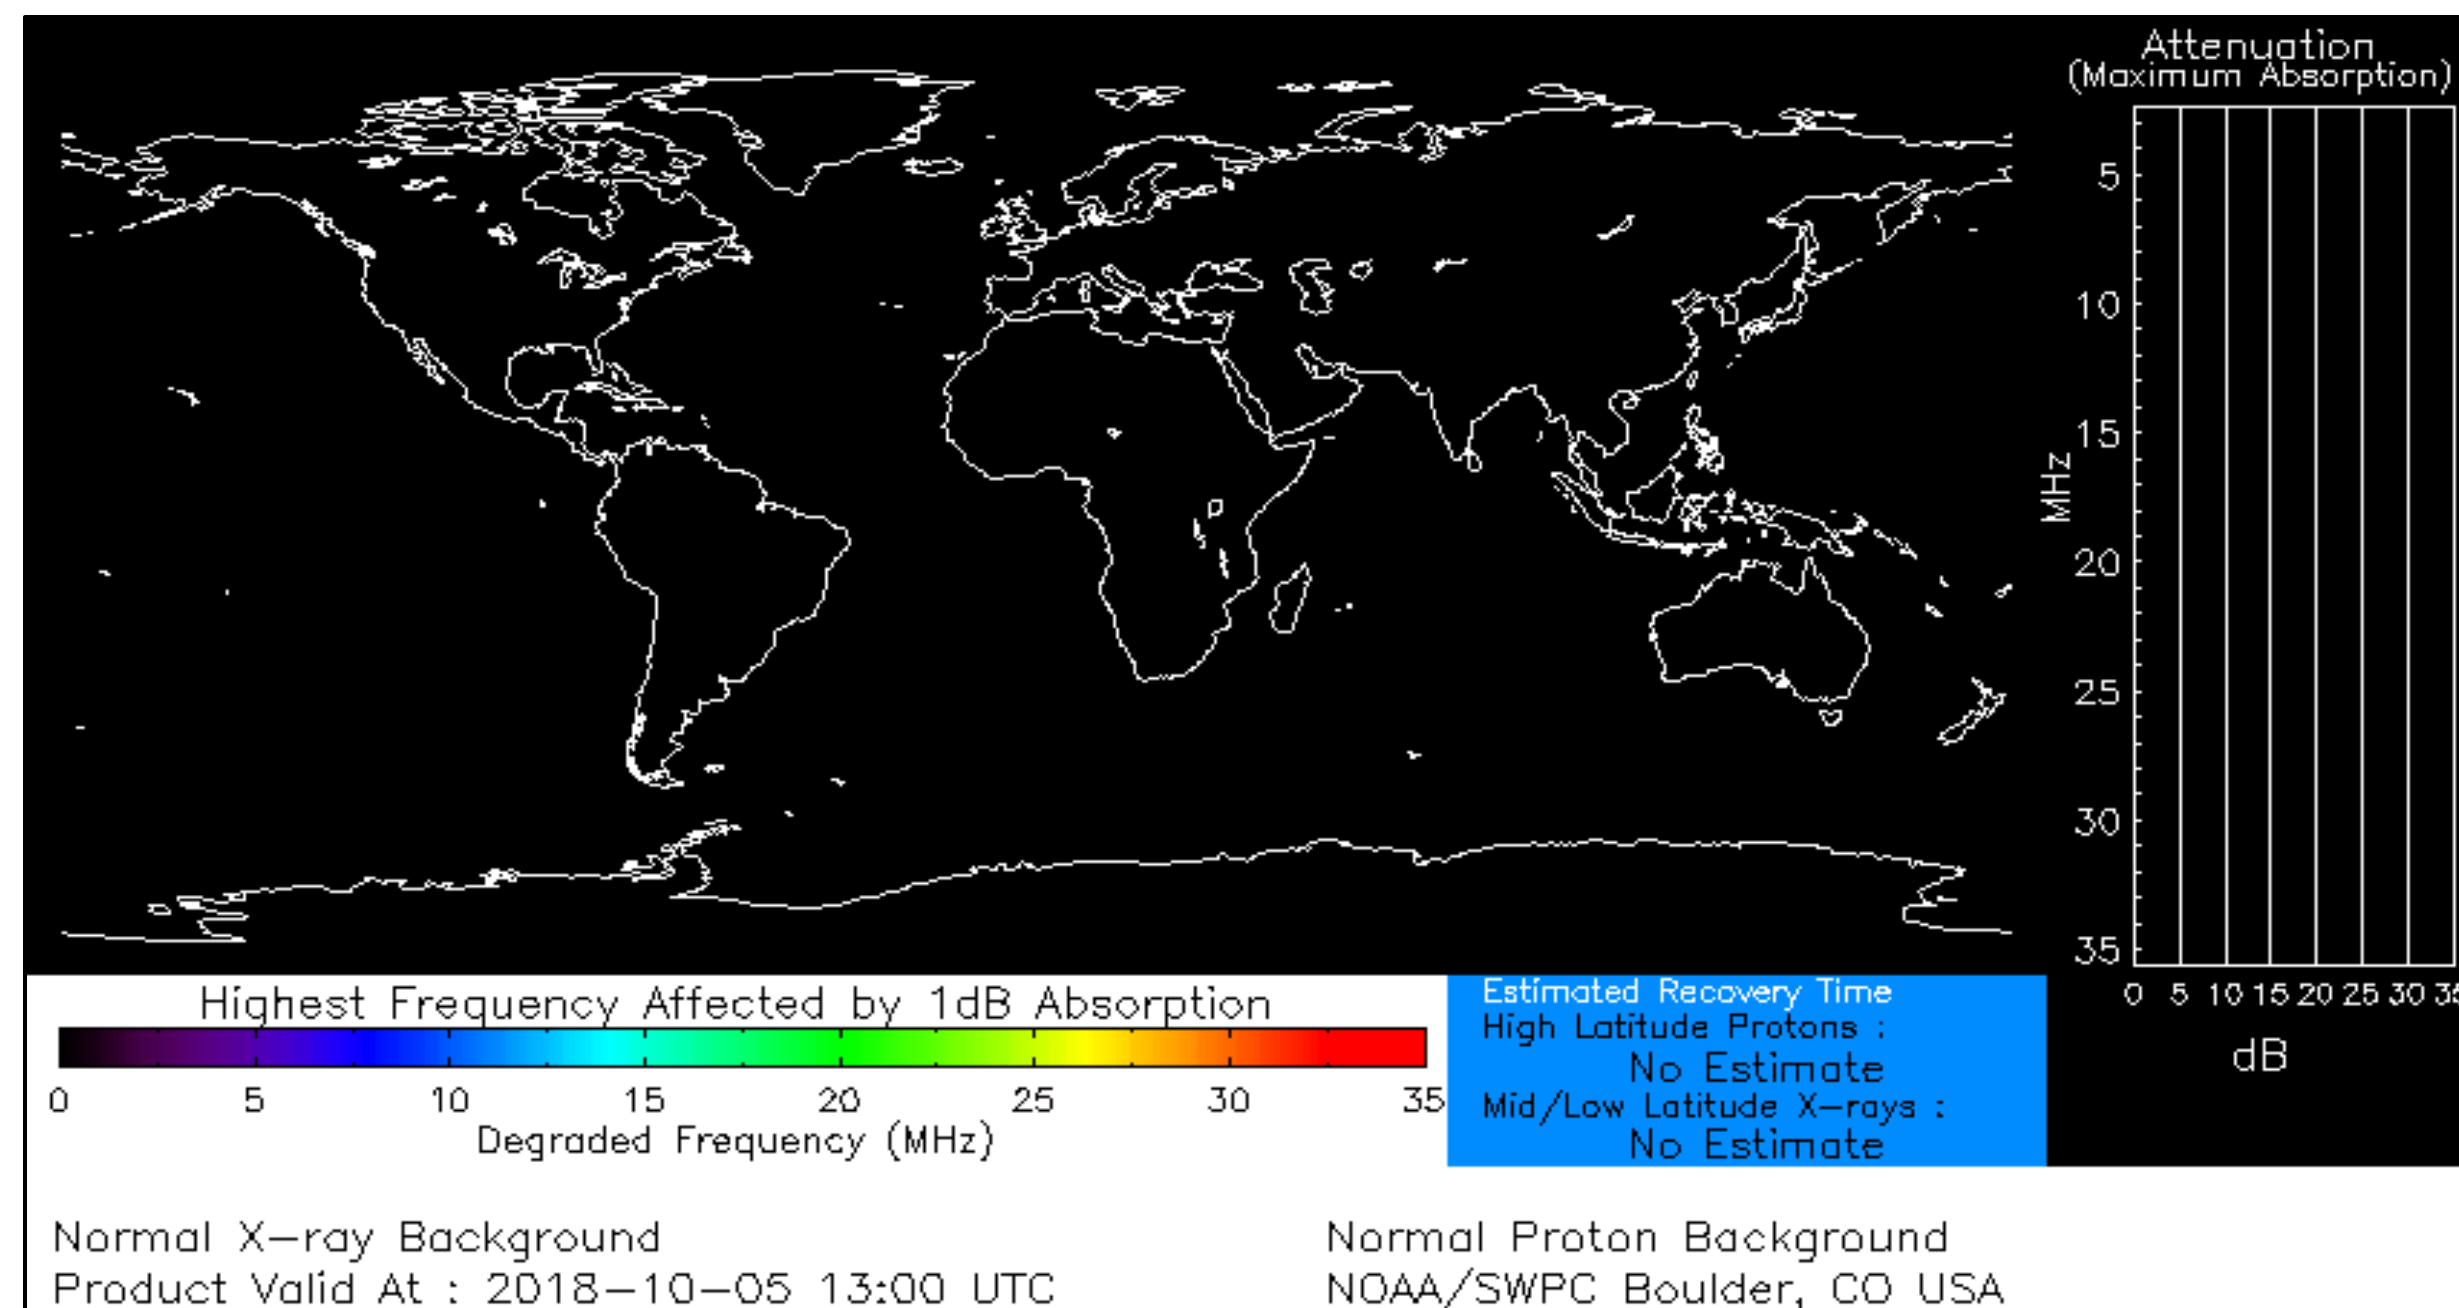 Attenuation
(Maximum Absorption)
5
10
15
20
25
30
35
MHz
0 5 10 15 20 25 30 35
dB
Highest Frequency Affected by 1dB Absorption
0 5 10 15 20 25 30 35
Degraded Frequency (MHz)
Estimated Recovery Time
High Latitude Protons :
No Estimate
Mid/Low Latitude X-rays :
No Estimate
Normal X-ray Background
Normal Proton Background
Product Valid At : 2018-10-05 13:00 UTC
NOAA/SWPC Boulder, CO USA